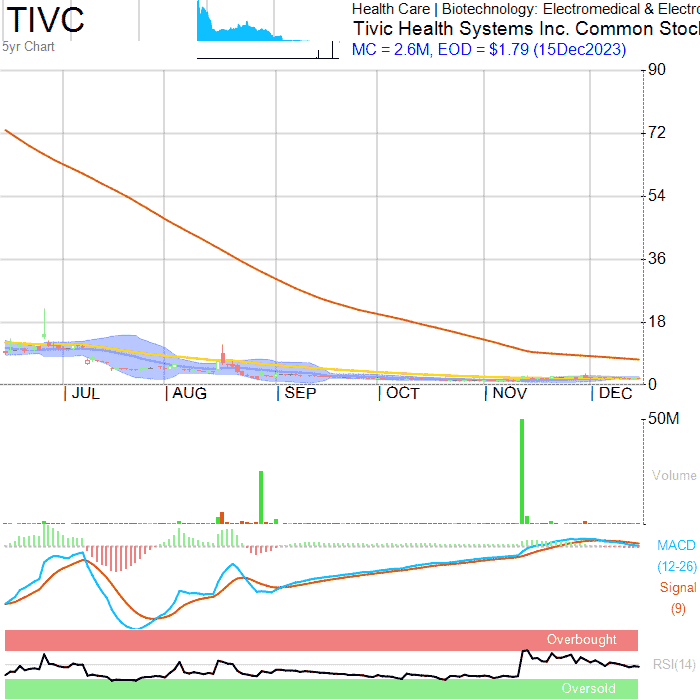 TIVC
5yr Chart
Health Care | Biotechnology: Electromedical & Electro
Tivic Health Systems Inc. Common Stoc
MC = 2.6M, EOD = $1.79 (15Dec2023)
90
72
54
36
18
0
JUL AUG SEP OCT NOV DEC
50M
Volume
MACD
(12-26)
Signal
(9)
Overbought
RSI(14)
Oversold